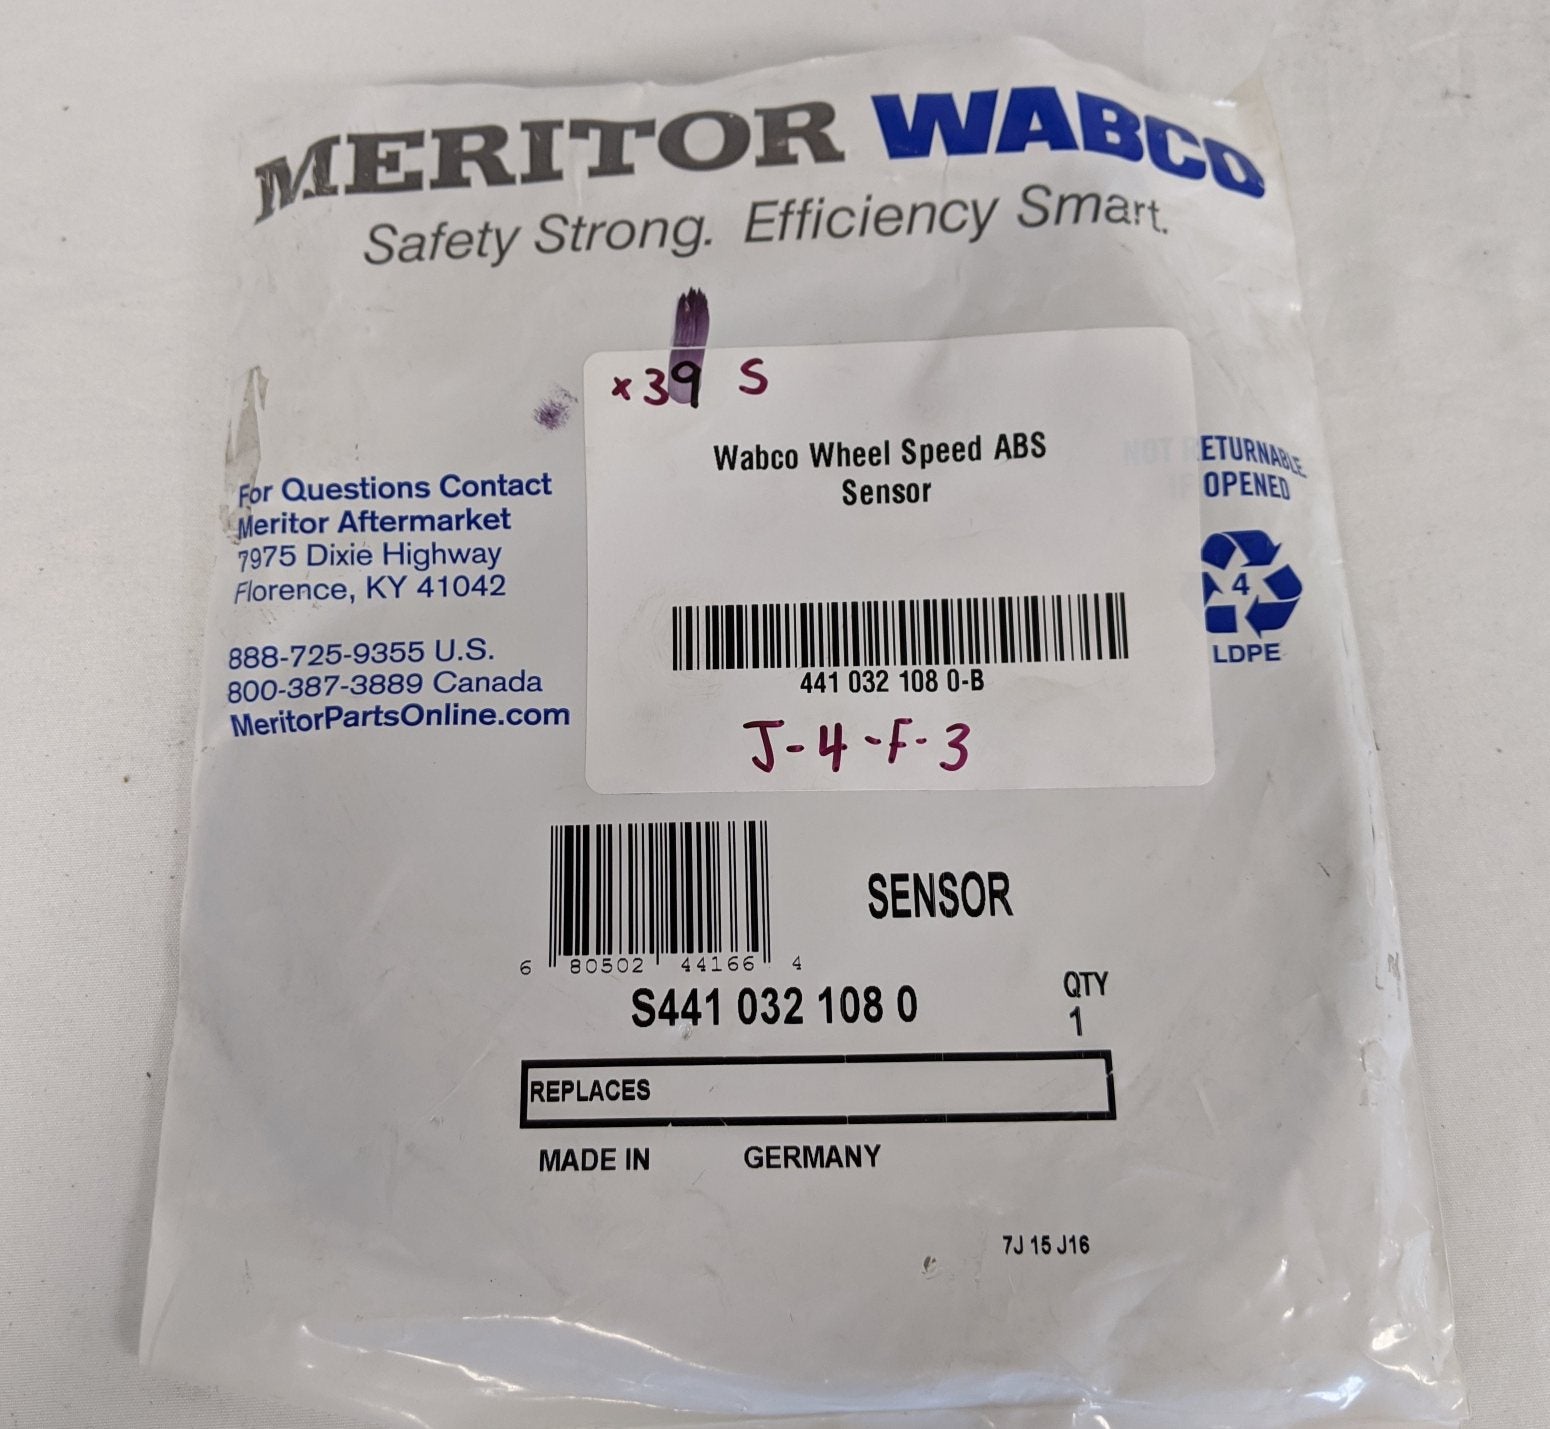 MERITOR WABCO
Safety Strong. Efficiency Smart.
x39 S
Wabco Wheel Speed ABS
Sensor
441 032 108 0-B
J-4-F-3
For Questions Contact
Meritor Aftermarket
7975 Dixie Highway
Florence, KY 41042
888-725-9355 U.S.
800-387-3889 Canada
MeritorPartsOnline.com
NOT RETURNABLE
IF OPENED
4
LDPE
6 80502 44166 4
SENSOR
S441 032 108 0
QTY
1
REPLACES
MADE IN GERMANY
7J 15 J16